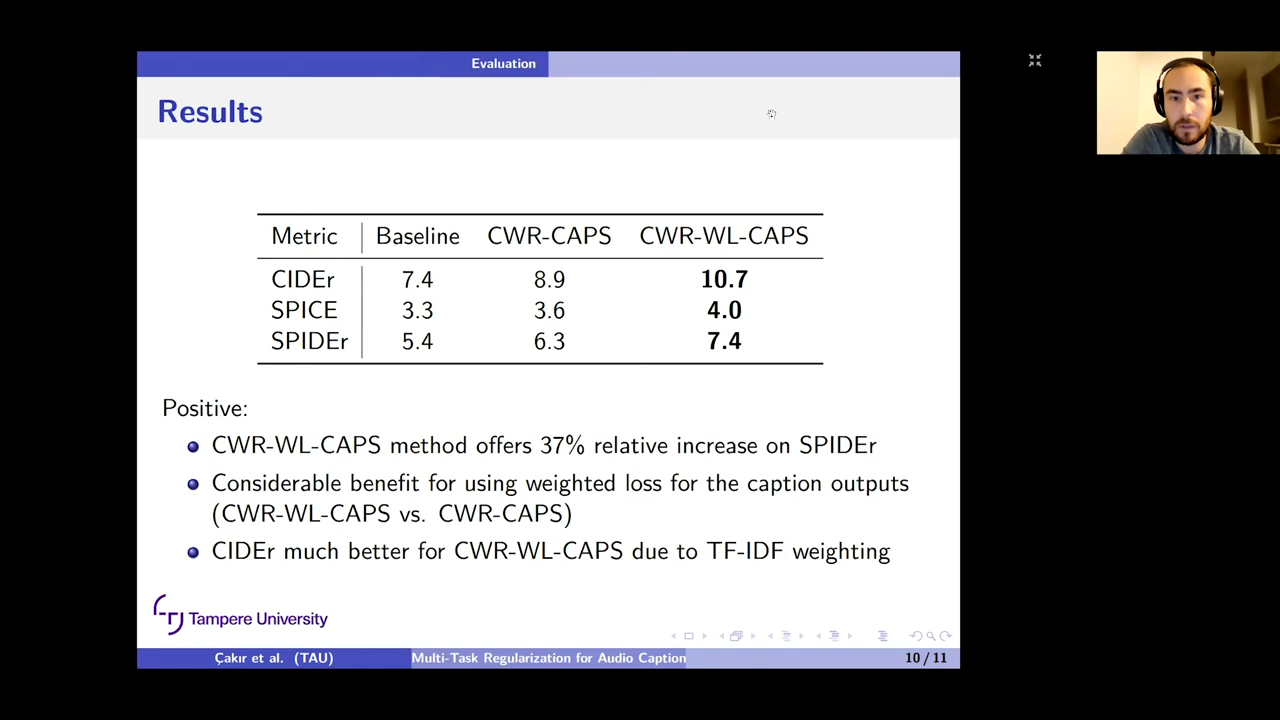 Evaluation
Results
Metric Baseline CWR-CAPS CWR-WL-CAPS
CIDEr 7.4 8.9 10.7
SPICE 3.3 3.6 4.0
SPIDEr 5.4 6.3 7.4
Positive:
CWR-WL-CAPS method offers 37% relative increase on SPIDEr
Considerable benefit for using weighted loss for the caption outputs
(CWR-WL-CAPS vs. CWR-CAPS)
CIDEr much better for CWR-WL-CAPS due to TF-IDF weighting
Tampere University
Çakır et al. (TAU) Multi-Task Regularization for Audio Caption 10 / 11